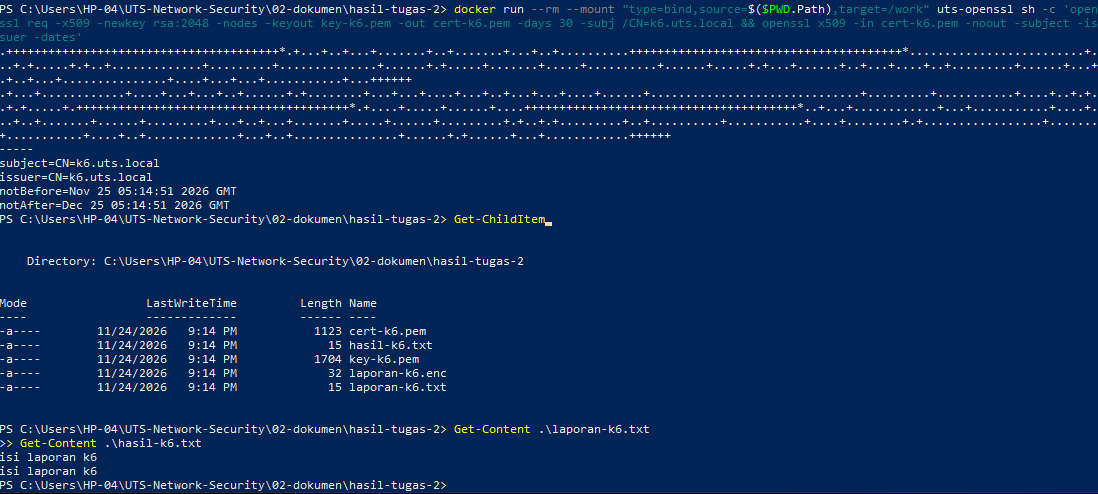 PS C:\Users\HP-04\UTS-Network-Security\02-dokumen\hasil-tugas-2> docker run --rm --mount "type=bind,source=$($PWD.Path),target=/work" uts-openssl sh -c 'open
ssl req -x509 -newkey rsa:2048 -nodes -keyout key-k6.pem -out cert-k6.pem -days 30 -subj /CN=k6.uts.local && openssl x509 -in cert-k6.pem -noout -subject -is
suer -dates'
-----
subject=CN=k6.uts.local
issuer=CN=k6.uts.local
notBefore=Nov 25 05:14:51 2026 GMT
notAfter=Dec 25 05:14:51 2026 GMT
PS C:\Users\HP-04\UTS-Network-Security\02-dokumen\hasil-tugas-2> Get-ChildItem
Directory: C:\Users\HP-04\UTS-Network-Security\02-dokumen\hasil-tugas-2
Mode LastWriteTime Length Name
---- ------------- ------ ----
-a---- 11/24/2026 9:14 PM 1123 cert-k6.pem
-a---- 11/24/2026 9:14 PM 15 hasil-k6.txt
-a---- 11/24/2026 9:14 PM 1704 key-k6.pem
-a---- 11/24/2026 9:14 PM 32 laporan-k6.enc
-a---- 11/24/2026 9:14 PM 15 laporan-k6.txt
PS C:\Users\HP-04\UTS-Network-Security\02-dokumen\hasil-tugas-2> Get-Content .\laporan-k6.txt
>> Get-Content .\hasil-k6.txt
isi laporan k6
isi laporan k6
PS C:\Users\HP-04\UTS-Network-Security\02-dokumen\hasil-tugas-2>